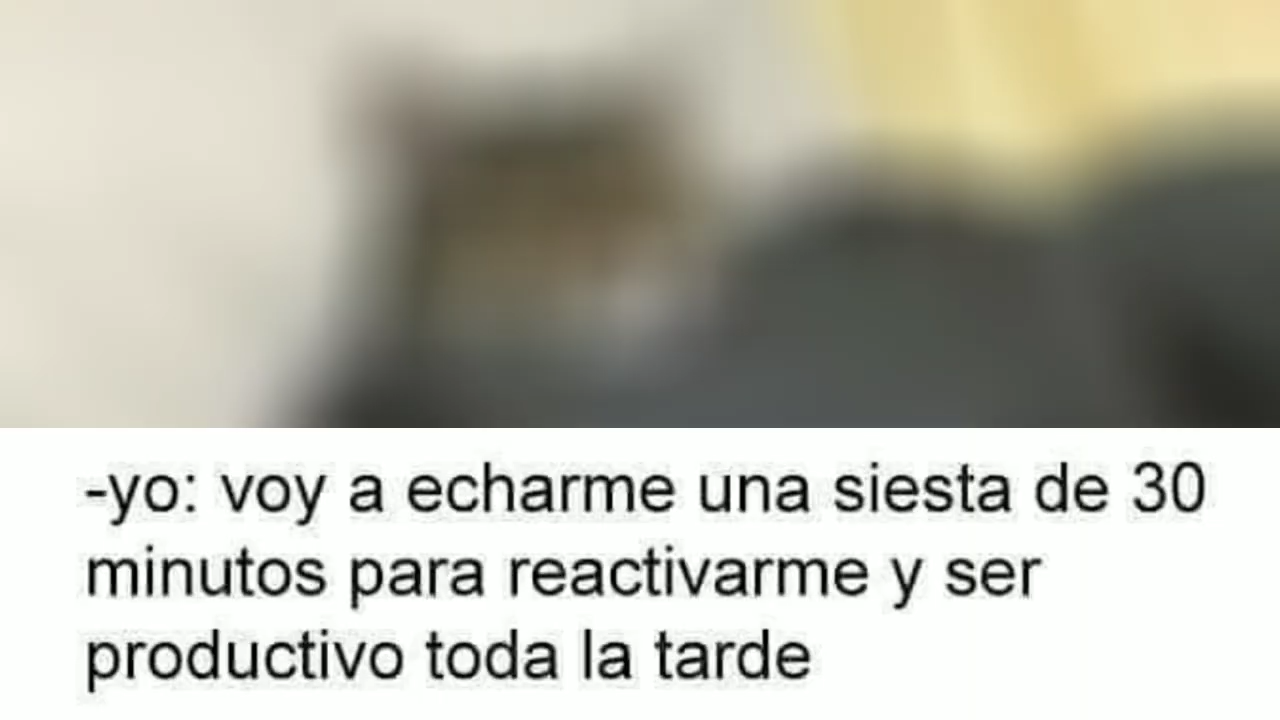 -yo: voy a echarme una siesta de 30
minutos para reactivarme y ser
productivo toda la tarde